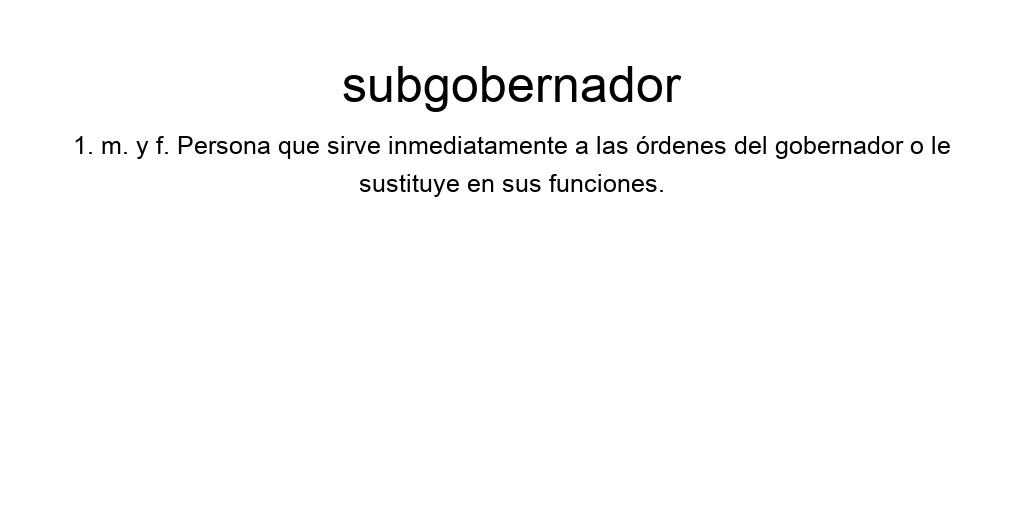 subgobernador
1. m. y f. Persona que sirve inmediatamente a las órdenes del gobernador o le
sustituye en sus funciones.